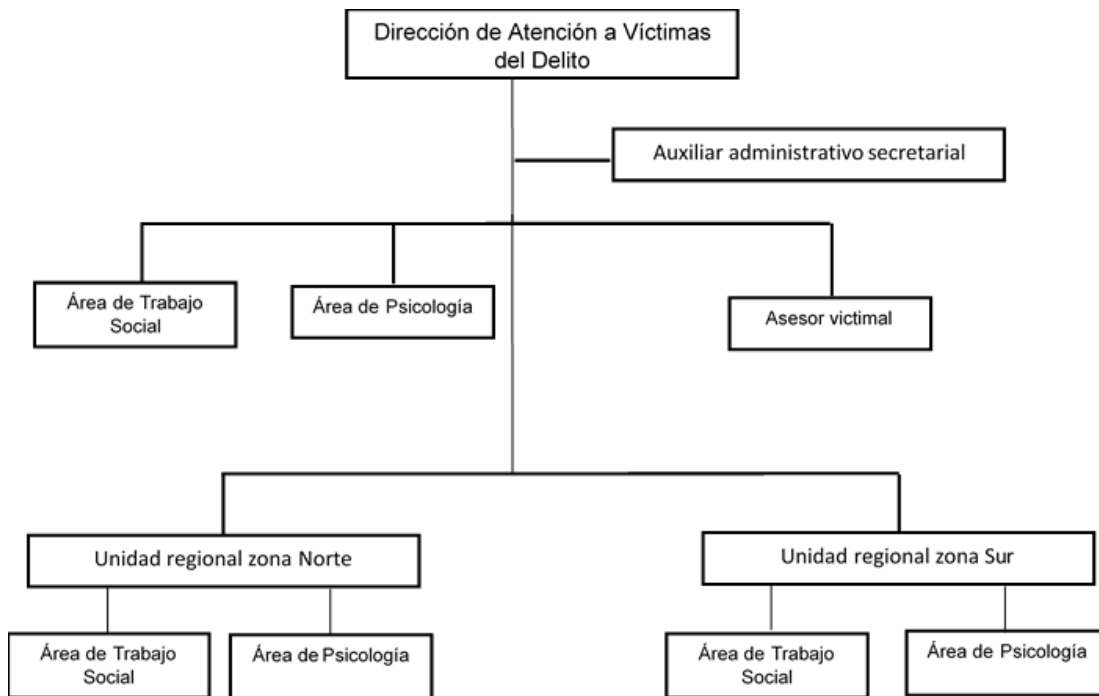 Dirección de Atención a Víctimas
del Delito
Auxiliar administrativo secretarial
Área de Trabajo
Social
Área de Psicología
Asesor victimal
Unidad regional zona Norte
Unidad regional zona Sur
Área de Trabajo
Social
Área de Psicología
Área de Trabajo
Social
Área de Psicología